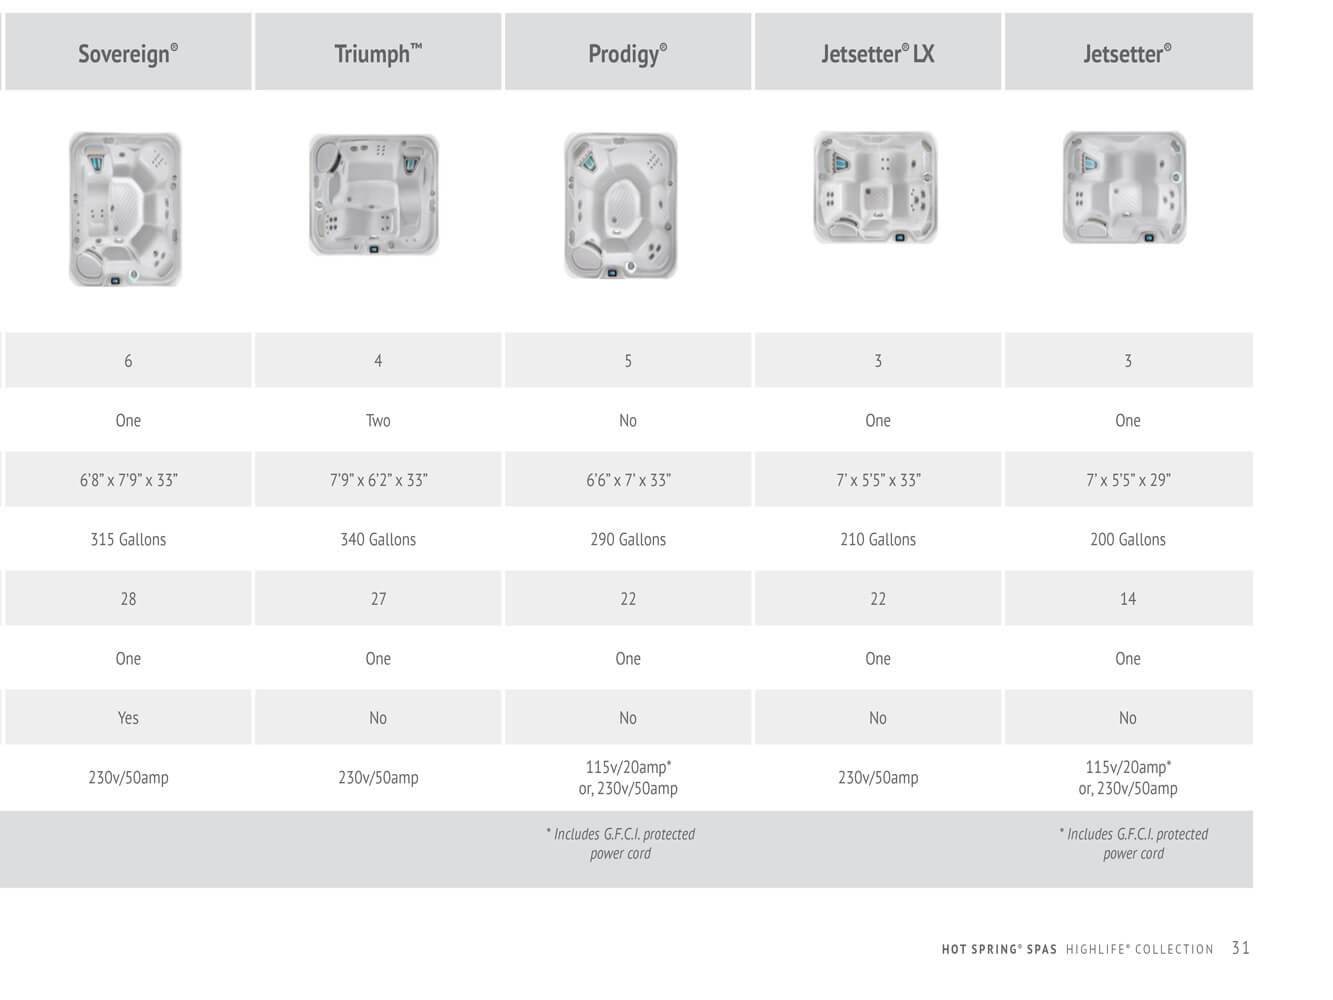 Sovereign® Triumph™ Prodigy® Jetsetter® LX Jetsetter®
6 4 5 3 3
One Two No One One
6’8” x 7’9” x 33” 7’9” x 6’2” x 33” 6’6” x 7’ x 33” 7’ x 5’5” x 33” 7’ x 5’5” x 29”
315 Gallons 340 Gallons 290 Gallons 210 Gallons 200 Gallons
28 27 22 22 14
One One One One One
Yes No No No No
230v/50amp 230v/50amp 115v/20amp* 230v/50amp 115v/20amp*
or, 230v/50amp or, 230v/50amp
* Includes G.F.C.I. protected * Includes G.F.C.I. protected
power cord power cord
HOT SPRING® SPAS HIGHLIFE® COLLECTION 31